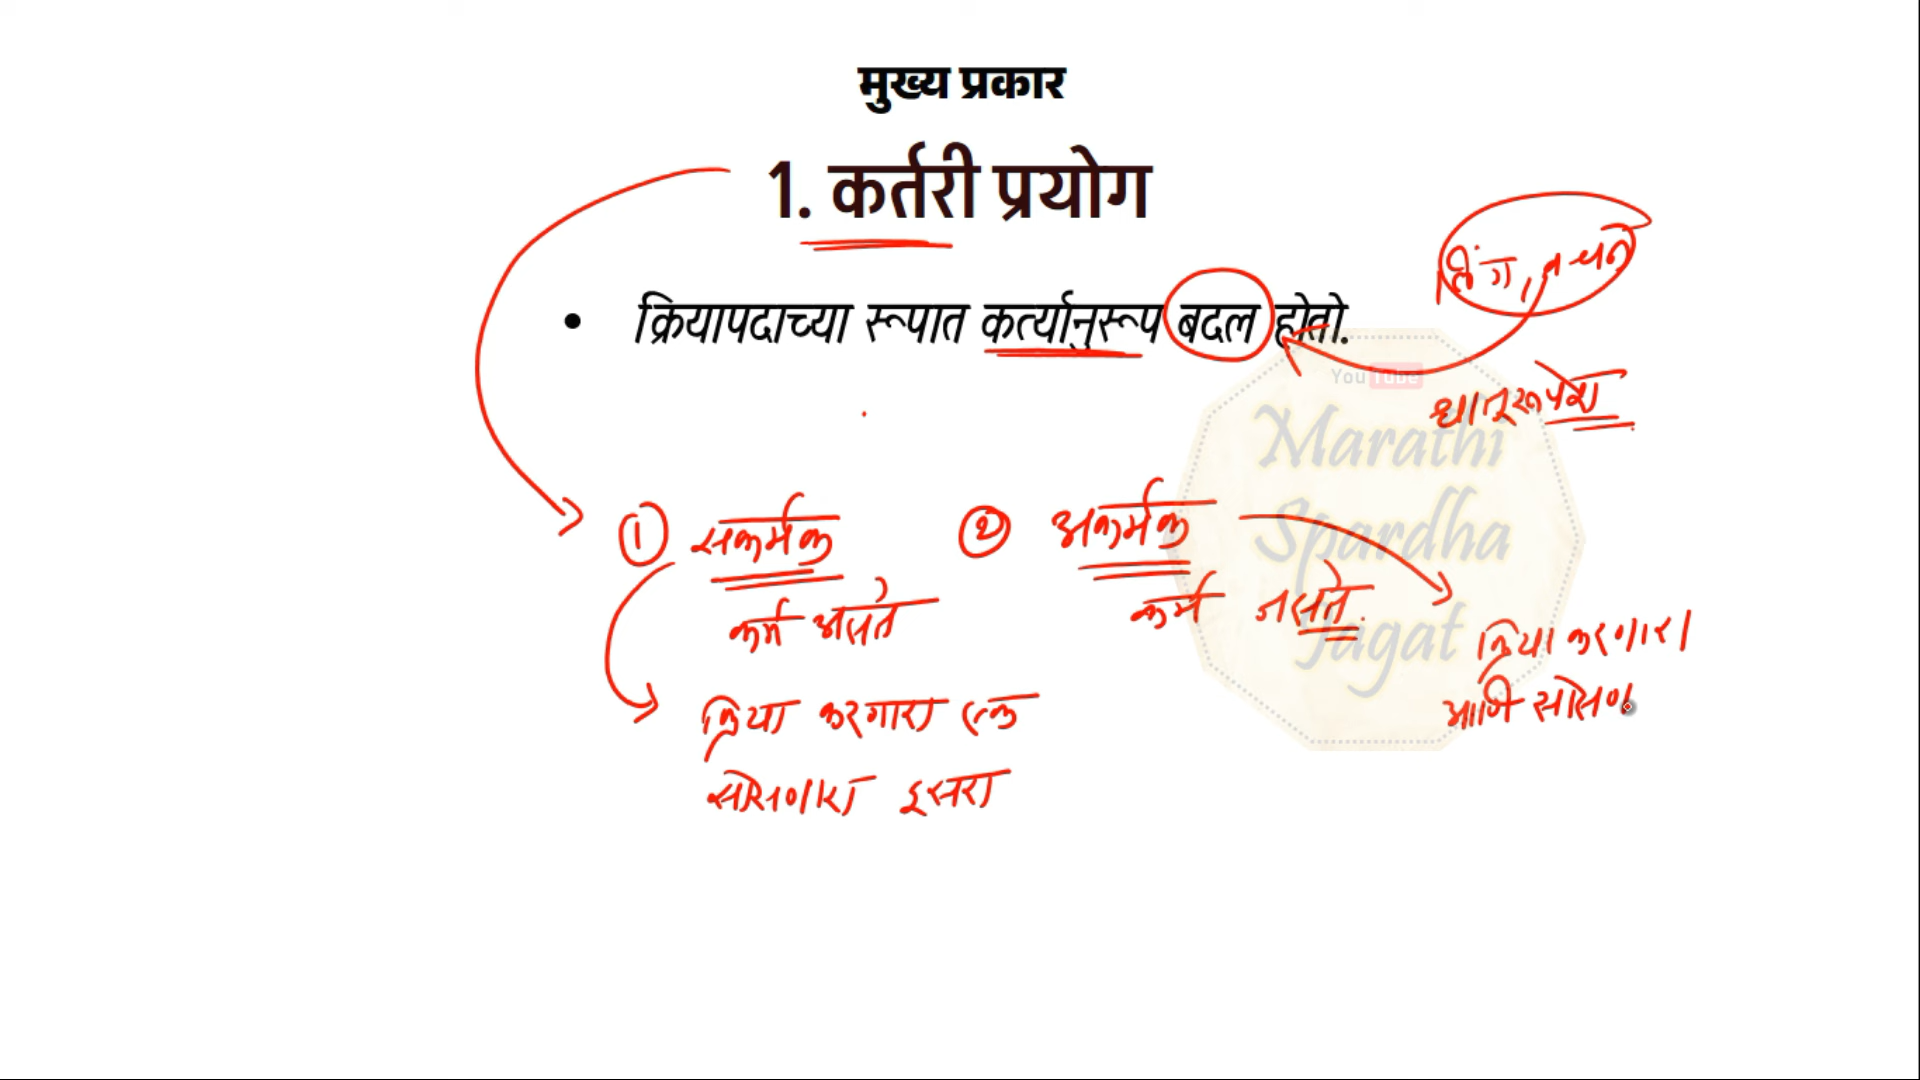 मुख्य प्रकार
1. कर्तरी प्रयोग
लिंग, वचन
• क्रियापदाच्या रूपात कर्त्यानुरूप बदल होतो.
YouTube
Marathi
Spardha
Jagat
① सकर्मक ② अकर्मक
कर्म असते कर्म नसते.
क्रिया करणारा
आणि सोसणा
क्रिया करणारा एक
सोसणारा दुसरा